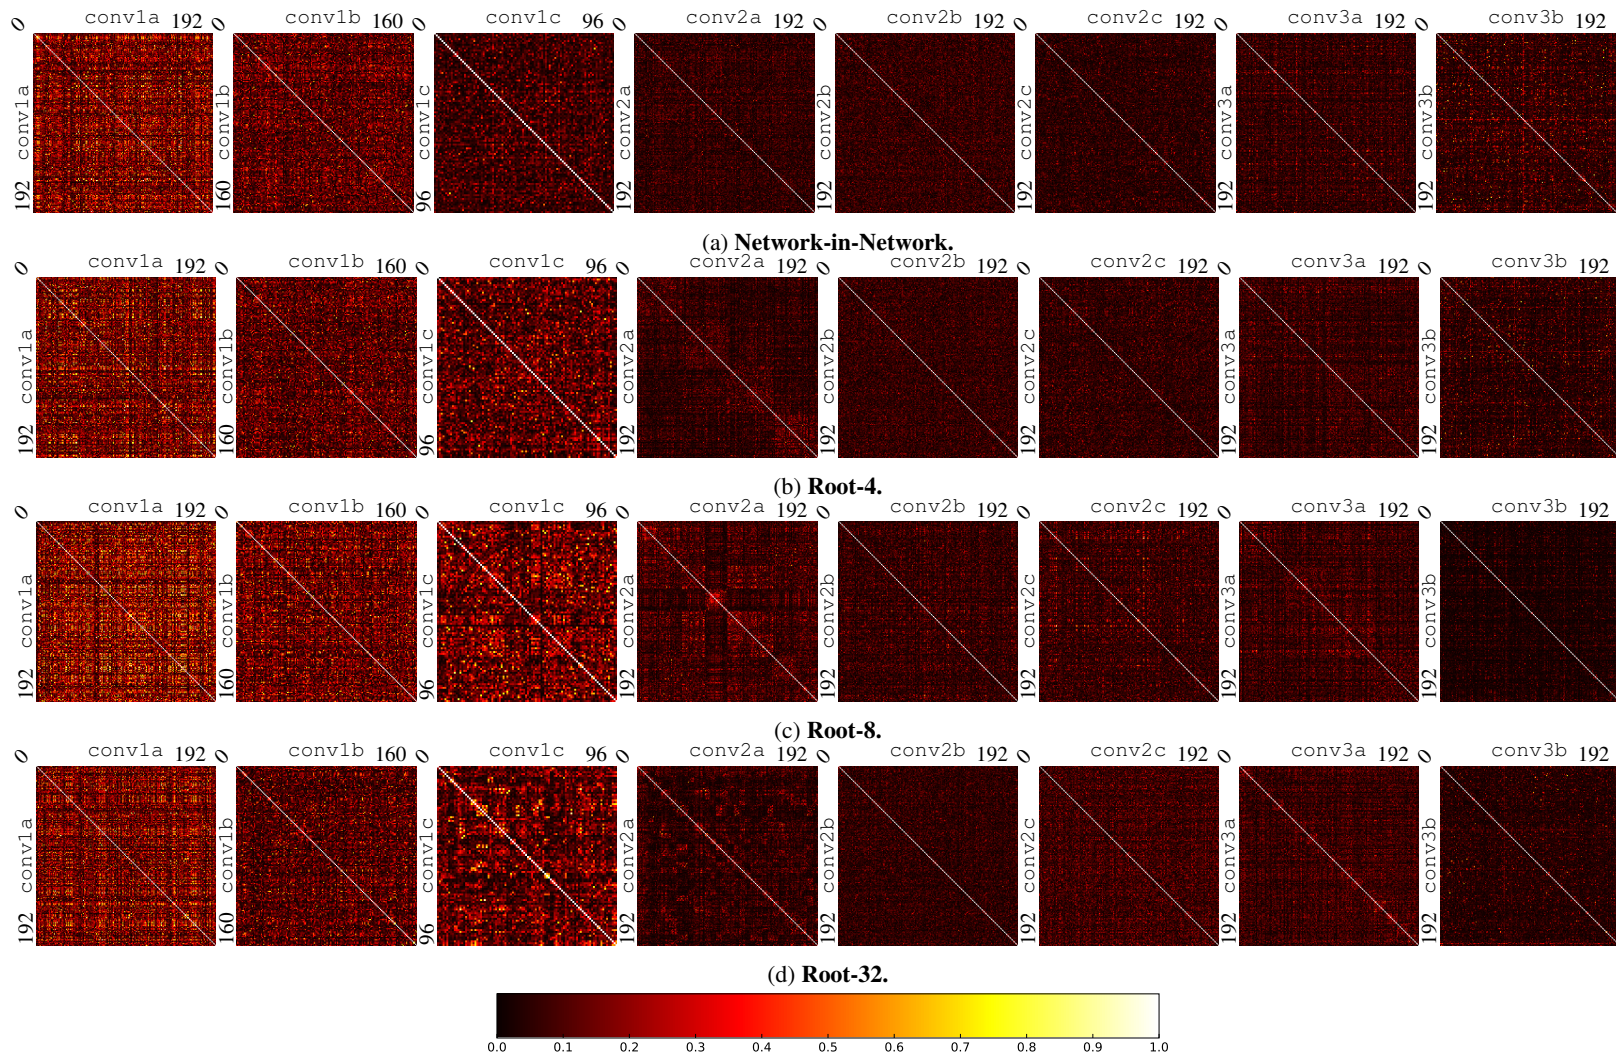 0 conv1a 192 0 conv1b 160 0 conv1c 96 0 conv2a 192 0 conv2b 192 0 conv2c 192 0 conv3a 192 0 conv3b 192
conv1a 192 conv1b 160 conv1c 96 conv2a 192 conv2b 192 conv2c 192 conv3a 192 conv3b 192
(a) Network-in-Network.
0 conv1a 192 0 conv1b 160 0 conv1c 96 0 conv2a 192 0 conv2b 192 0 conv2c 192 0 conv3a 192 0 conv3b 192
conv1a 192 conv1b 160 conv1c 96 conv2a 192 conv2b 192 conv2c 192 conv3a 192 conv3b 192
(b) Root-4.
0 conv1a 192 0 conv1b 160 0 conv1c 96 0 conv2a 192 0 conv2b 192 0 conv2c 192 0 conv3a 192 0 conv3b 192
conv1a 192 conv1b 160 conv1c 96 conv2a 192 conv2b 192 conv2c 192 conv3a 192 conv3b 192
(c) Root-8.
0 conv1a 192 0 conv1b 160 0 conv1c 96 0 conv2a 192 0 conv2b 192 0 conv2c 192 0 conv3a 192 0 conv3b 192
conv1a 192 conv1b 160 conv1c 96 conv2a 192 conv2b 192 conv2c 192 conv3a 192 conv3b 192
(d) Root-32.
0.0 0.1 0.2 0.3 0.4 0.5 0.6 0.7 0.8 0.9 1.0